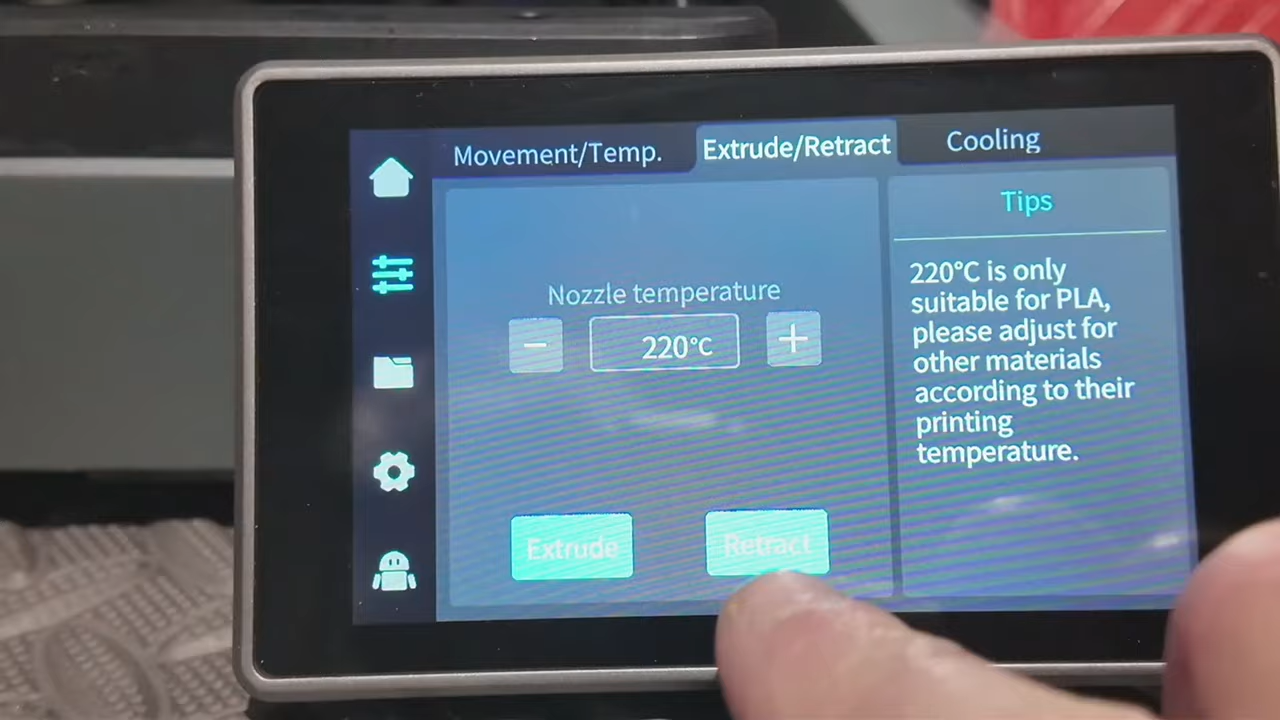 Movement/Temp.
Extrude/Retract
Cooling
Nozzle temperature
−
220°C
+
Extrude
Retract
Tips
220°C is only
suitable for PLA,
please adjust for
other materials
according to their
printing
temperature.